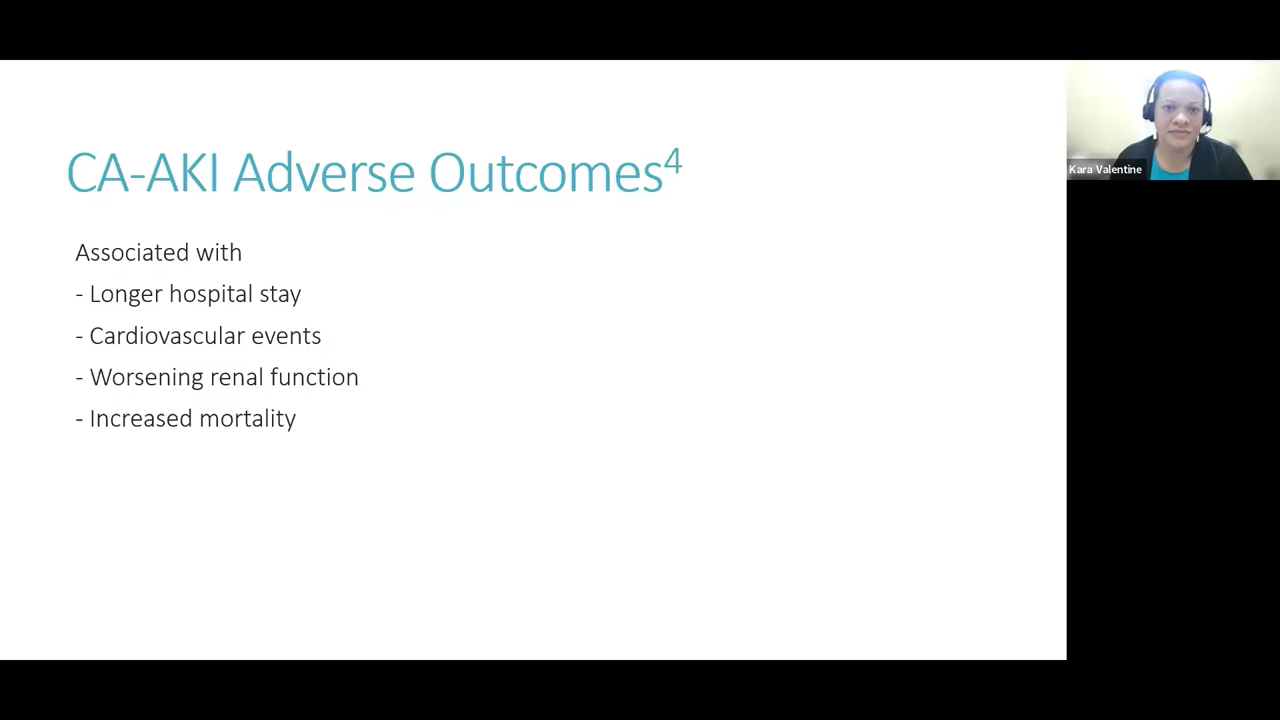 CA-AKI Adverse Outcomes⁴
Associated with
- Longer hospital stay
- Cardiovascular events
- Worsening renal function
- Increased mortality
Kara Valentine